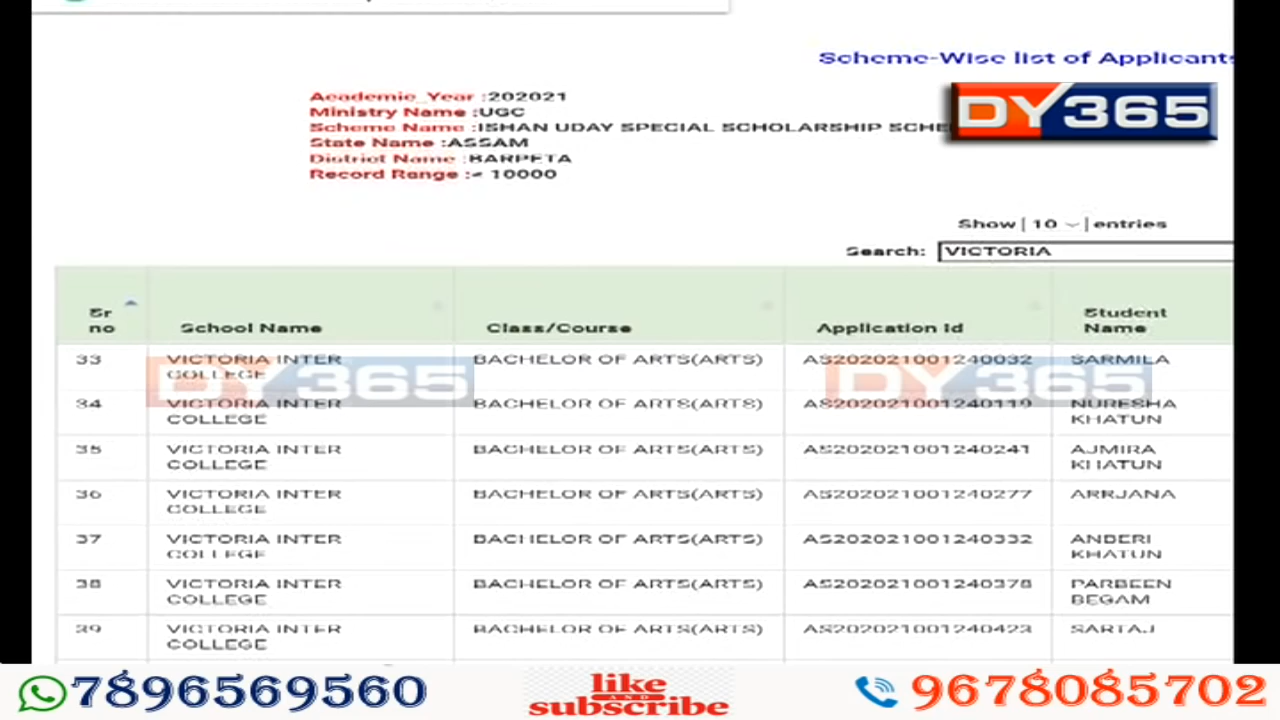 Scheme-Wise list of Applicants
Academic_Year :202021
Ministry Name :UGC
Scheme Name :ISHAN UDAY SPECIAL SCHOLARSHIP SCHE
State Name :ASSAM
District Name :BARPETA
Record Range :< 10000
DY365
Show 10 entries
Search: VICTORIA
Sr no School Name Class/Course Application Id Student Name
33 VICTORIA INTER COLLEGE BACHELOR OF ARTS(ARTS) AS202021001240032 SARMILA
34 VICTORIA INTER COLLEGE BACHELOR OF ARTS(ARTS) AS202021001240119 NURESHA KHATUN
35 VICTORIA INTER COLLEGE BACHELOR OF ARTS(ARTS) AS202021001240241 AJMIRA KHATUN
36 VICTORIA INTER COLLEGE BACHELOR OF ARTS(ARTS) AS202021001240277 ARRJANA
37 VICTORIA INTER COLLEGE BACHELOR OF ARTS(ARTS) AS202021001240332 KHATUN
38 VICTORIA INTER COLLEGE BACHELOR OF ARTS(ARTS) AS202021001240378 PARBEEN BEGAM
39 VICTORIA INTER COLLEGE BACHELOR OF ARTS(ARTS) AS202021001240423 SARTAJ
DY365
DY365
7896569560
like
AND
subscribe
9678085702